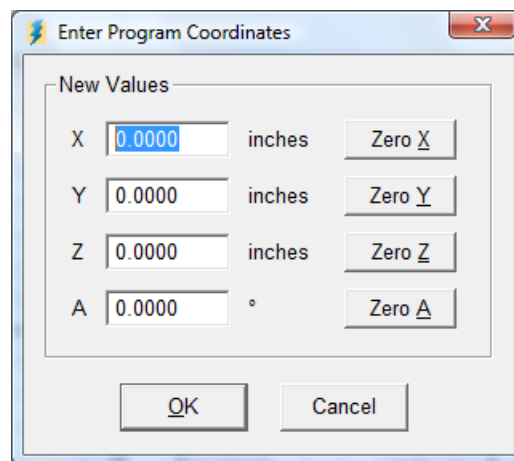 Enter Program Coordinates
New Values
X 0.0000 inches Zero X
Y 0.0000 inches Zero Y
Z 0.0000 inches Zero Z
A 0.0000 ° Zero A
OK Cancel